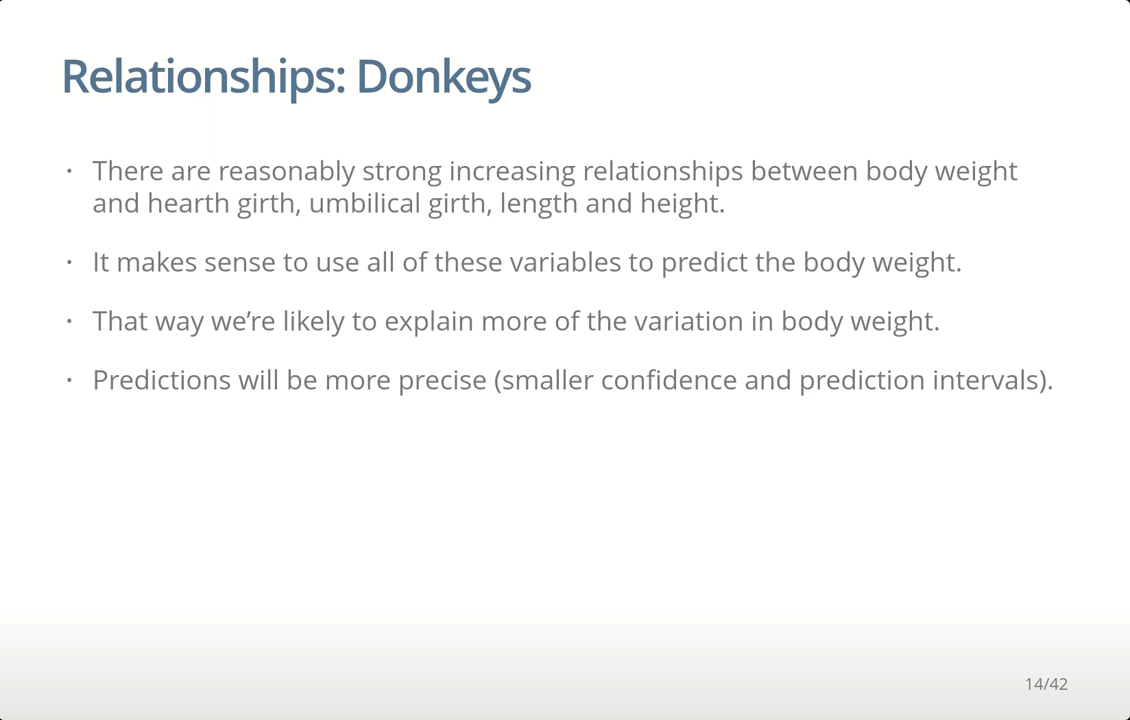 Relationships: Donkeys
· There are reasonably strong increasing relationships between body weight
and hearth girth, umbilical girth, length and height.
· It makes sense to use all of these variables to predict the body weight.
· That way we’re likely to explain more of the variation in body weight.
· Predictions will be more precise (smaller confidence and prediction intervals).
14/42